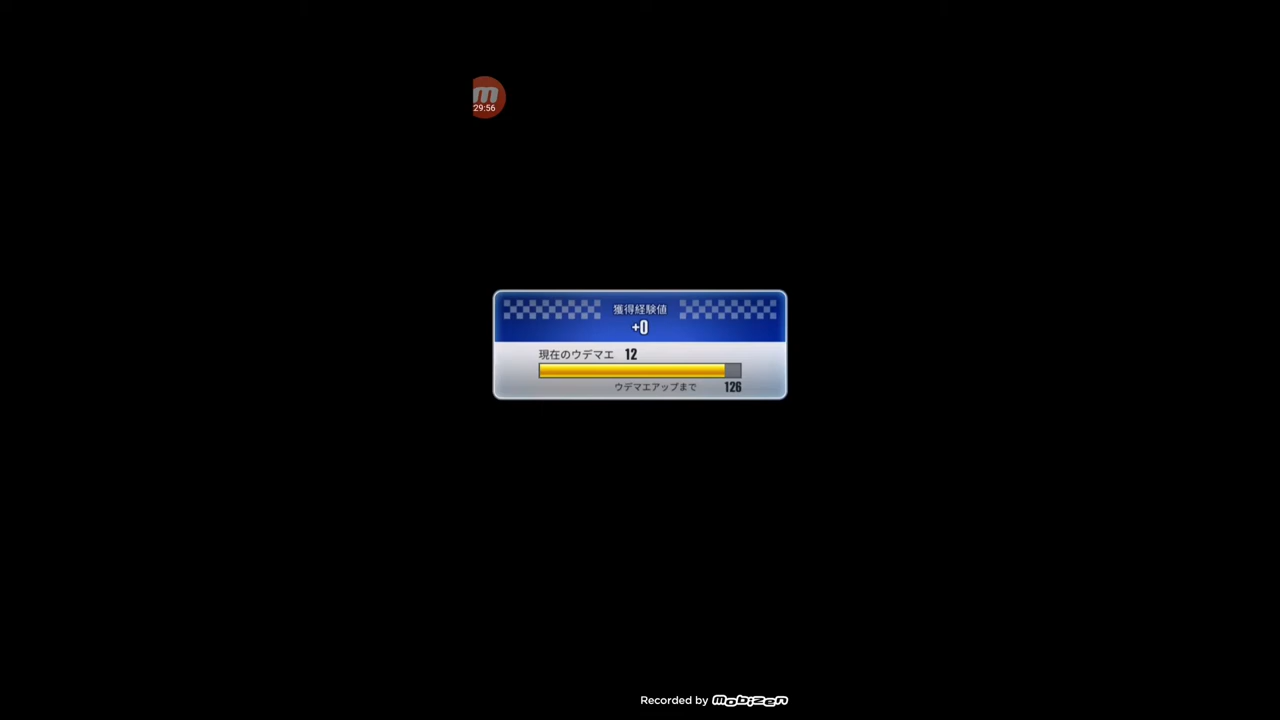 29:56
獲得経験値
+0
現在のウデマエ 12
ウデマエアップまで 126
Recorded by mobizen